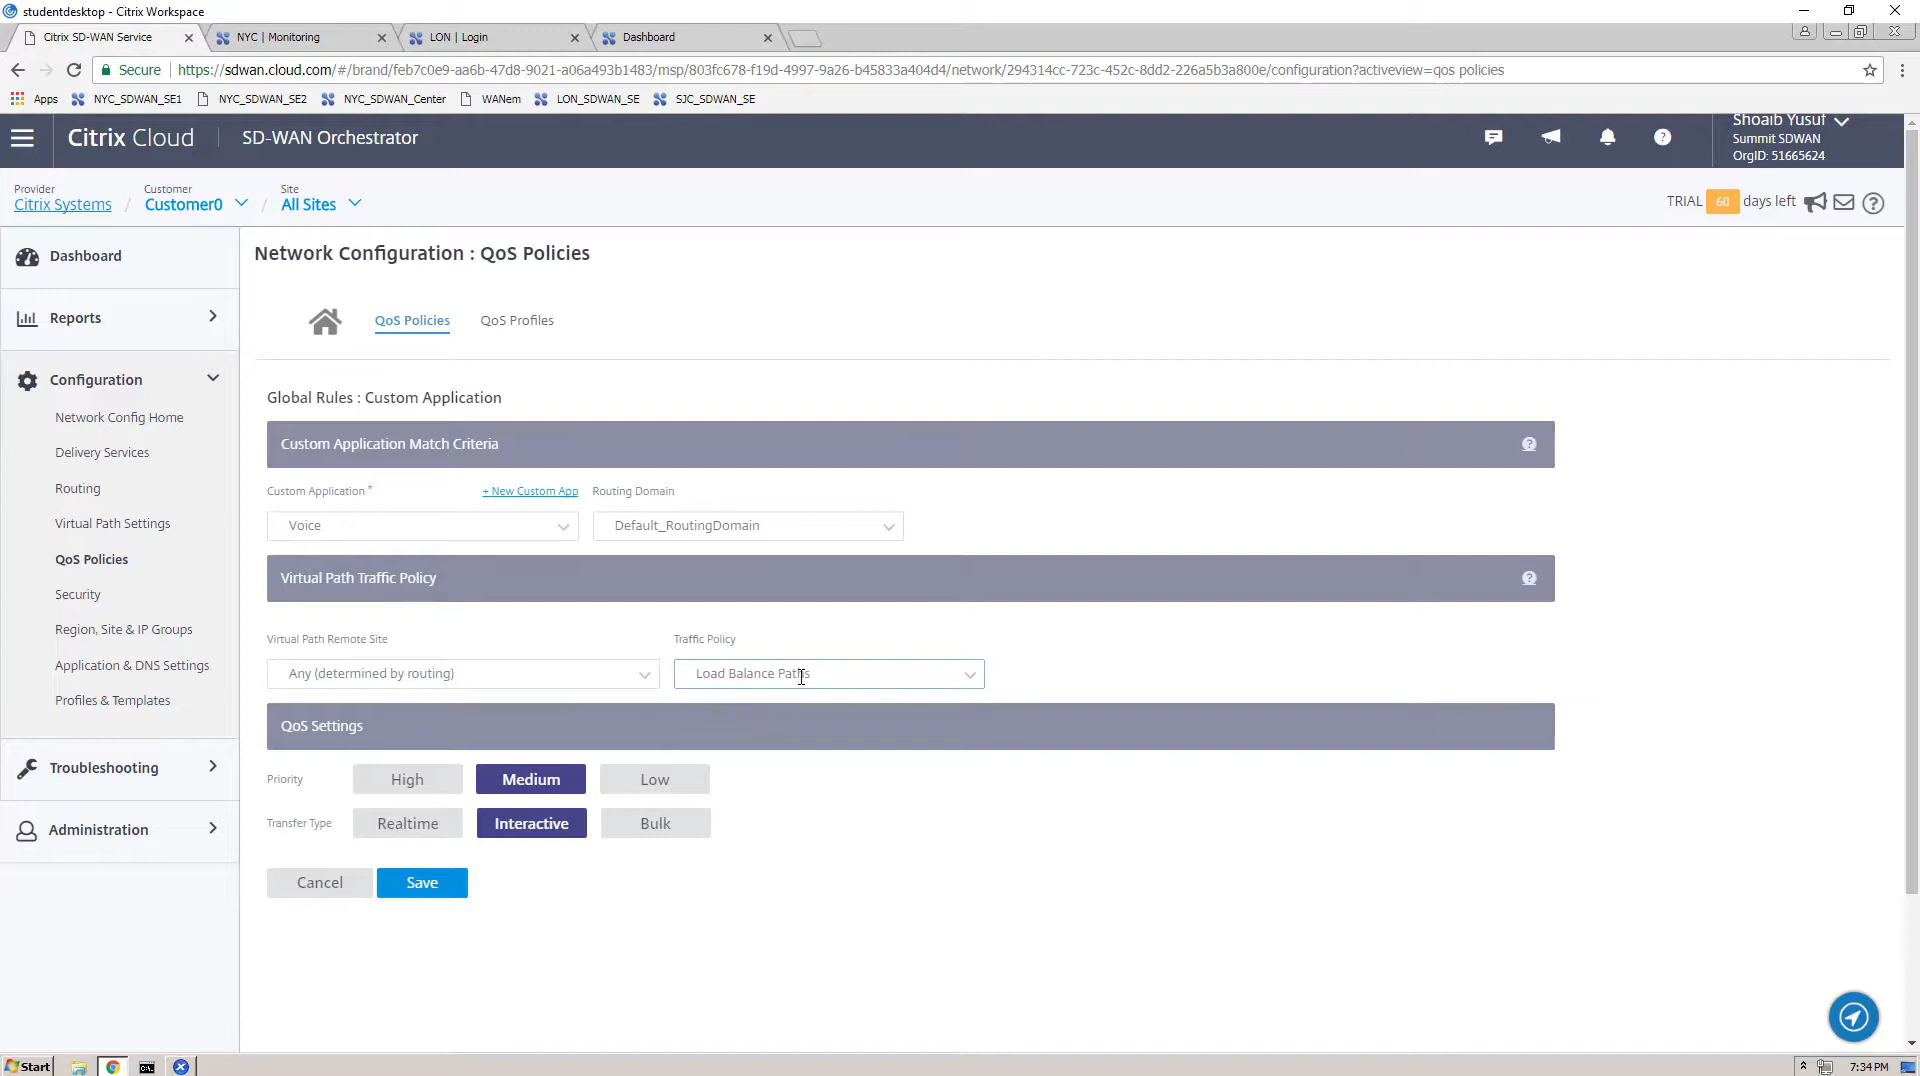 studentdesktop - Citrix Workspace
Citrix SD-WAN Service
NYC | Monitoring
LON | Login
Dashboard
Secure
https://sdwan.cloud.com/#/brand/feb7c0e9-aa6b-47d8-9021-a06a493b1483/msp/803fc678-f19d-4997-9a26-b45833a404d4/network/294314cc-723c-452c-8dd2-226a5b3a800e/configuration?activeview=qos policies
Apps
NYC_SDWAN_SE1
NYC_SDWAN_SE2
NYC_SDWAN_Center
WANem
LON_SDWAN_SE
SJC_SDWAN_SE
Citrix Cloud
SD-WAN Orchestrator
Shoaib Yusuf
Summit SDWAN
OrgID: 51665624
Provider
Citrix Systems
/
Customer
Customer0
/
Site
All Sites
TRIAL 60 days left
Dashboard
Reports
Configuration
Network Config Home
Delivery Services
Routing
Virtual Path Settings
QoS Policies
Security
Region, Site & IP Groups
Application & DNS Settings
Profiles & Templates
Troubleshooting
Administration
Network Configuration : QoS Policies
QoS Policies
QoS Profiles
Global Rules : Custom Application
Custom Application Match Criteria
Custom Application *
+ New Custom App
Routing Domain
Voice
Default_RoutingDomain
Virtual Path Traffic Policy
Virtual Path Remote Site
Traffic Policy
Any (determined by routing)
Load Balance Paths
QoS Settings
Priority
High
Medium
Low
Transfer Type
Realtime
Interactive
Bulk
Cancel
Save
Start
7:34 PM